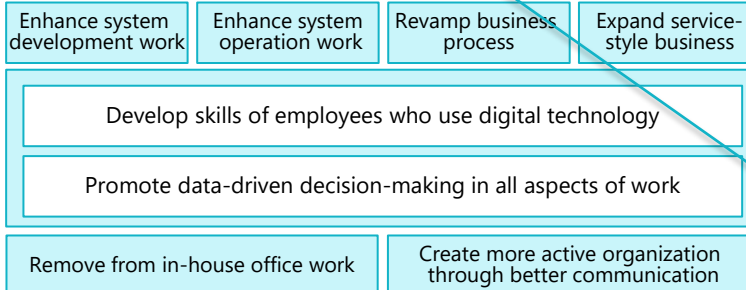 Enhance system
development work
Enhance system
operation work
Revamp business
process
Expand service-
style business
Develop skills of employees who use digital technology
Promote data-driven decision-making in all aspects of work
Remove from in-house office work
Create more active organization
through better communication